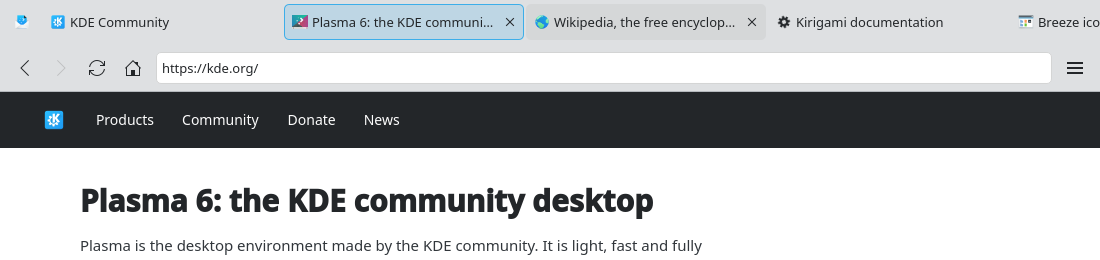 KDE Community Plasma 6: the KDE communi... Wikipedia, the free encyclop... Kirigami documentation Breeze ico
https://kde.org/
Products Community Donate News
Plasma 6: the KDE community desktop
Plasma is the desktop environment made by the KDE community. It is light, fast and fully